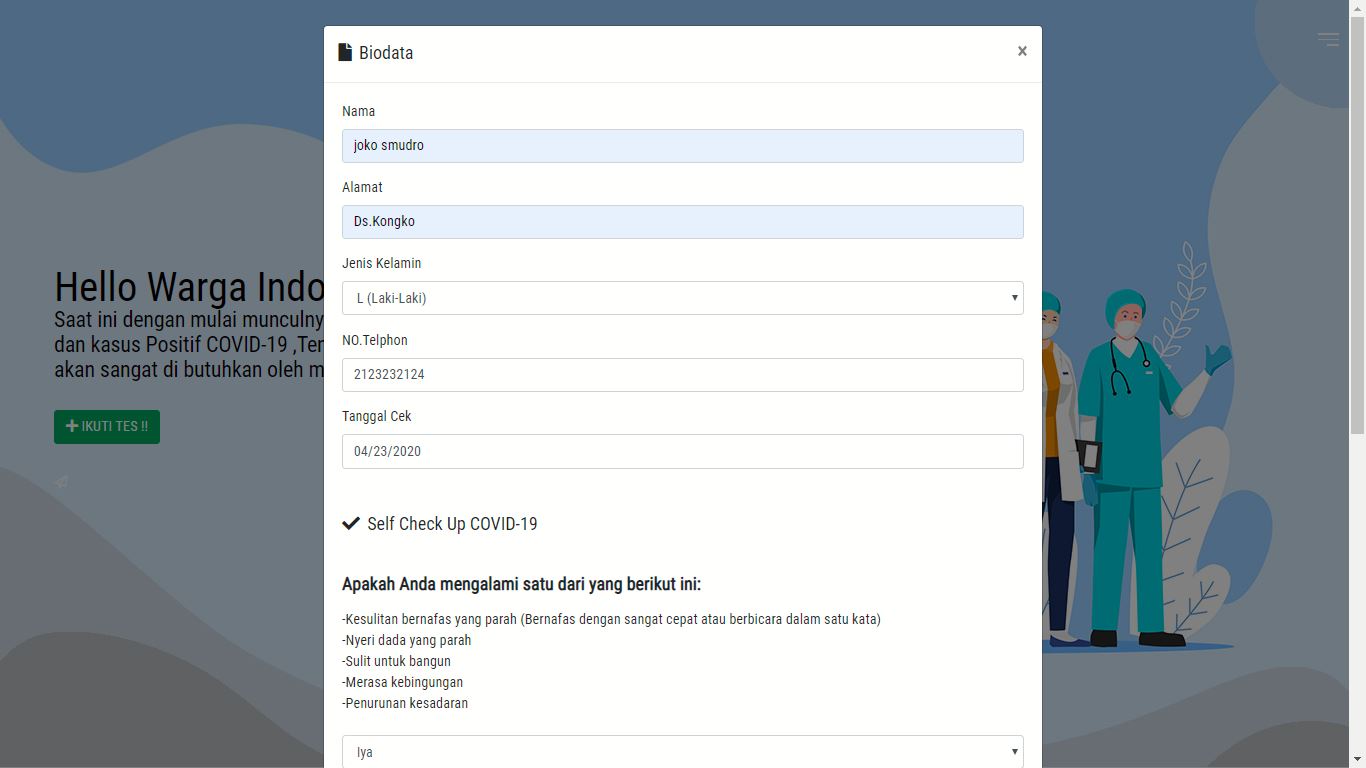 Biodata
×
Nama
joko smudro
Alamat
Ds.Kongko
Jenis Kelamin
L (Laki-Laki)
NO.Telphon
2123232124
Tanggal Cek
04/23/2020
Self Check Up COVID-19
Apakah Anda mengalami satu dari yang berikut ini:
-Kesulitan bernafas yang parah (Bernafas dengan sangat cepat atau berbicara dalam satu kata)
-Nyeri dada yang parah
-Sulit untuk bangun
-Merasa kebingungan
-Penurunan kesadaran
Iya
Hello Warga Indo
Saat ini dengan mulai munculny
dan kasus Positif COVID-19 ,Ten
akan sangat di butuhkan oleh m
IKUTI TES !!